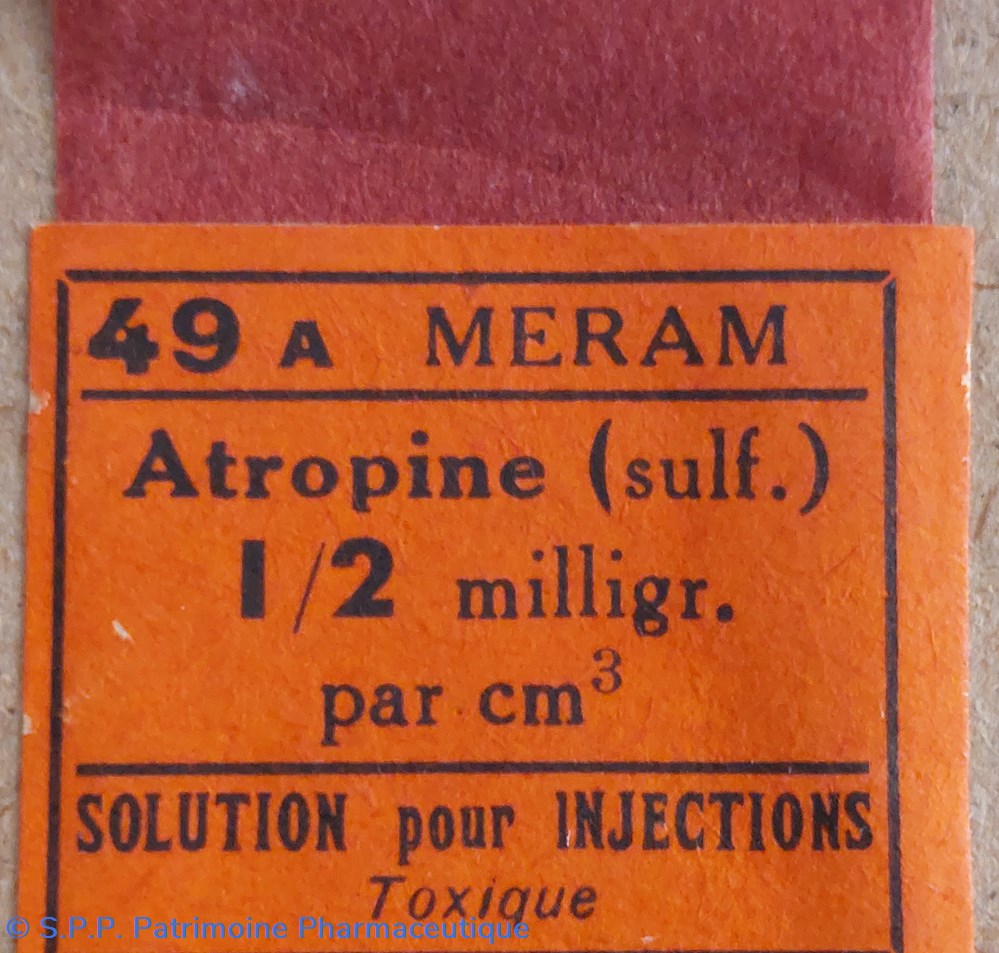 49 A MERAM
Atropine (sulf.)
1/2 milligr.
par cm³
SOLUTION pour INJECTIONS
Toxique
© S.P.P. Patrimoine Pharmaceutique